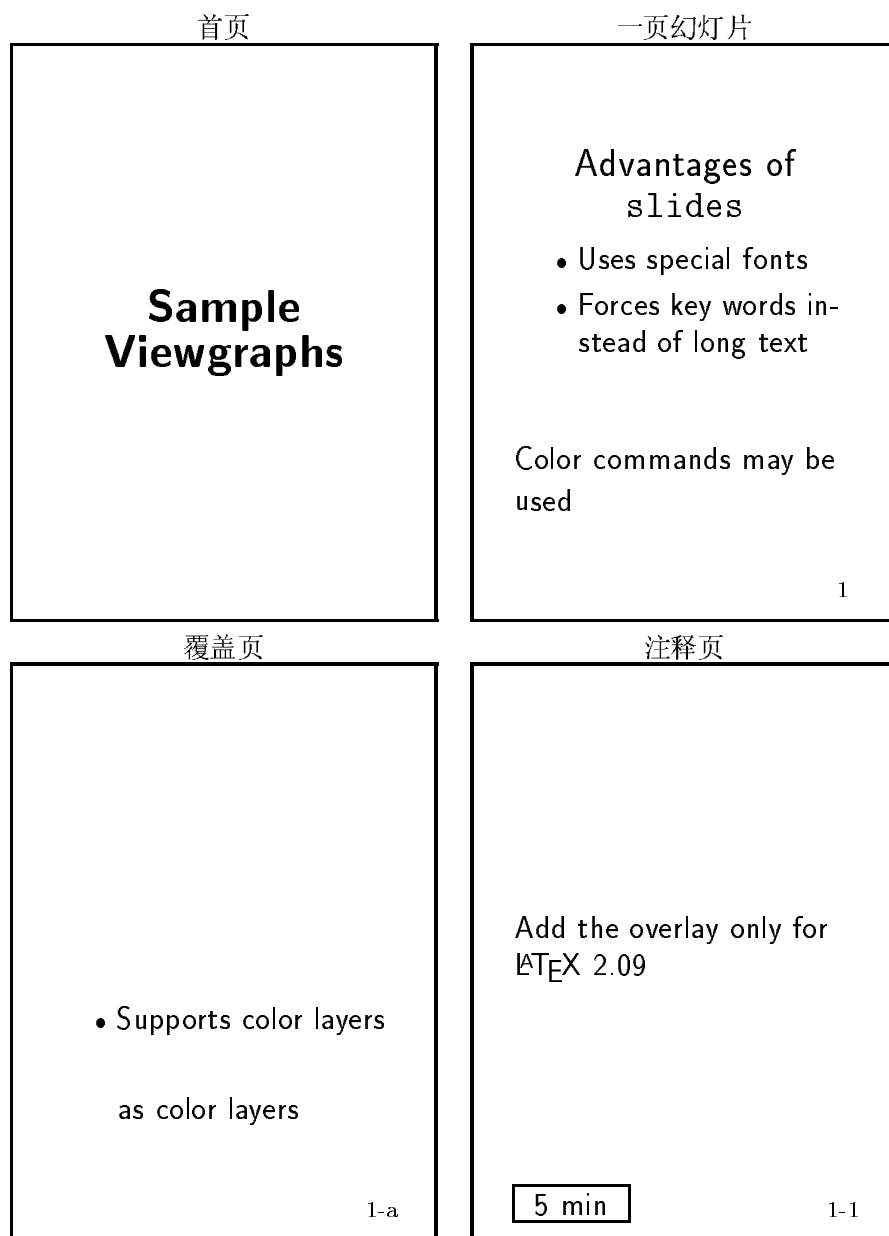 首页
Sample
Viewgraphs
一页幻灯片
Advantages of
slides
• Uses special fonts
• Forces key words in-
stead of long text
Color commands may be
used
1
覆盖页
• Supports color layers
as color layers
1-a
注释页
Add the overlay only for
LATEX 2.09
5 min
1-1